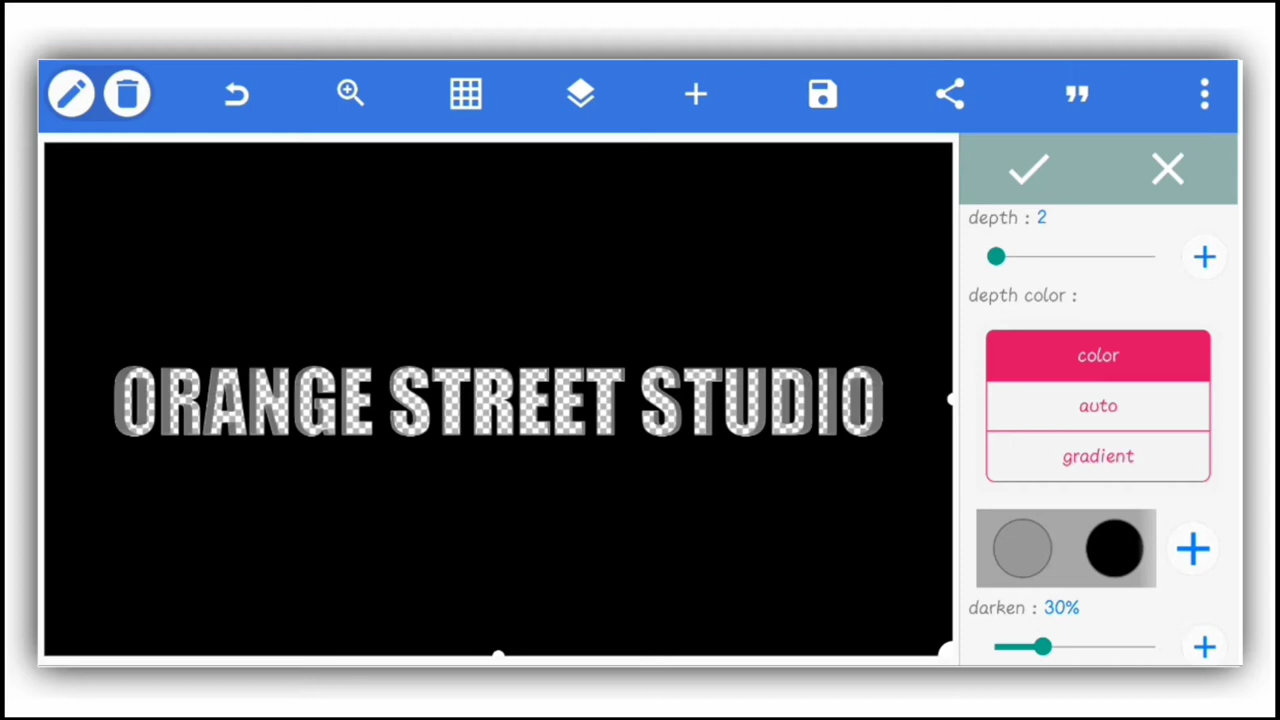 depth : 2
depth color :
color
ORANGE STREET STUDIO
auto
gradient
darken : 30%